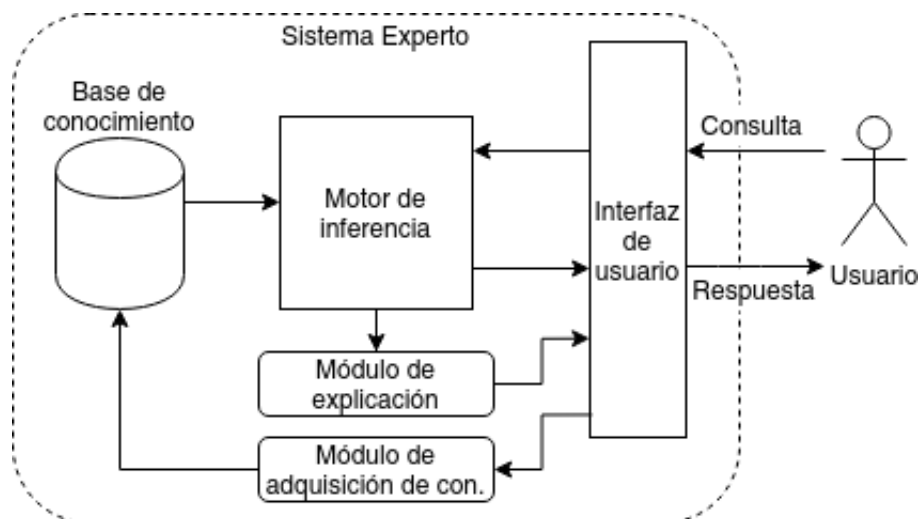 Sistema Experto
Base de
conocimiento
Motor de
inferencia
Interfaz
de
usuario
Consulta
Respuesta
Usuario
Módulo de
explicación
Módulo de
adquisición de con.